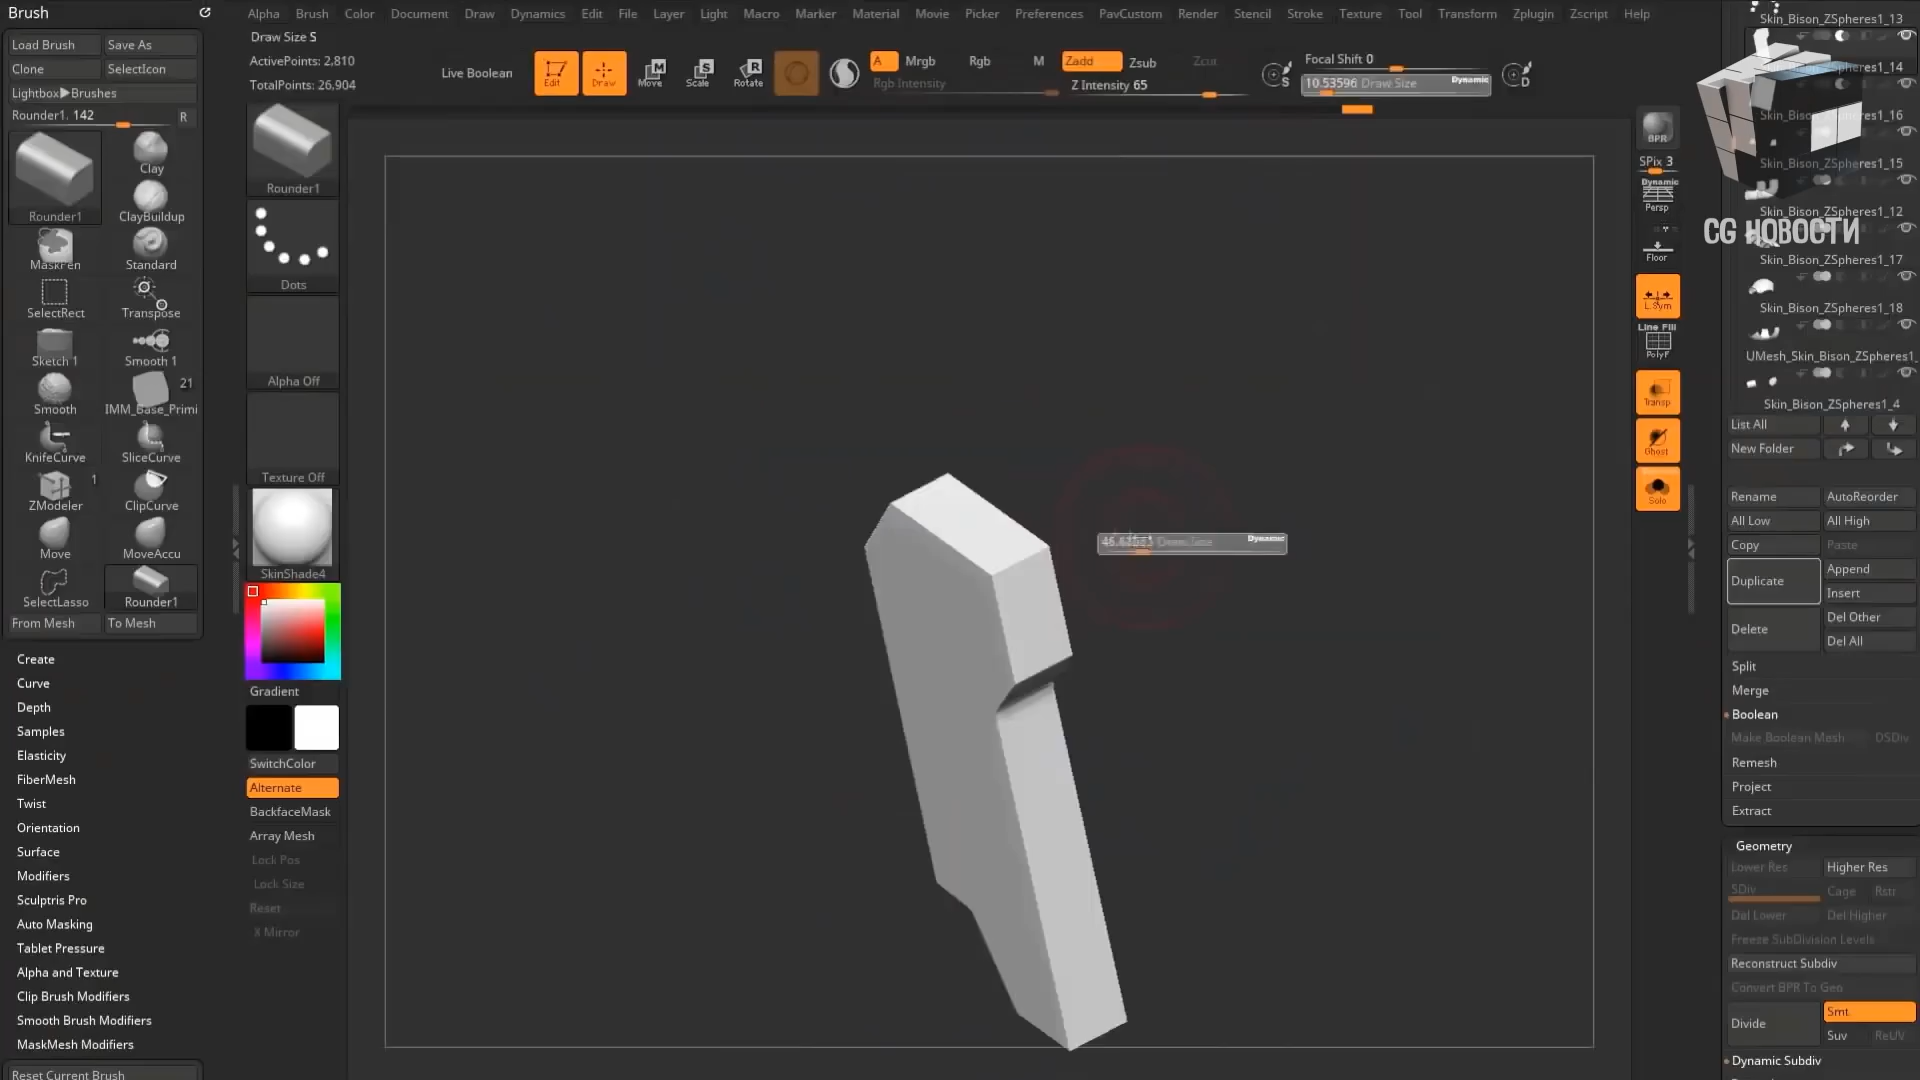 Brush
Load Brush Save As
Clone SelectIcon
Lightbox▶Brushes
Rounder1. 142 R
Rounder1
Clay
ClayBuildup
MaskPen
Standard
SelectRect
Transpose
Sketch 1
Smooth 1
Smooth
21
IMM_Base_Primi
KnifeCurve
SliceCurve
1
ZModeler
ClipCurve
Move
MoveAccu
SelectLasso
Rounder1
From Mesh To Mesh
Create
Curve
Depth
Samples
Elasticity
FiberMesh
Twist
Orientation
Surface
Modifiers
Sculptris Pro
Auto Masking
Tablet Pressure
Alpha and Texture
Clip Brush Modifiers
Smooth Brush Modifiers
MaskMesh Modifiers
Reset Current Brush
Alpha Brush Color Document Draw Dynamics Edit File Layer Light Macro Marker Material Movie Picker Preferences PavCustom Render Stencil Stroke Texture Tool Transform Zplugin Zscript Help
Draw Size S
ActivePoints: 2,810
TotalPoints: 26,904
Live Boolean
Edit
Draw
M
Move
S
Scale
R
Rotate
A Mrgb Rgb M
Rgb Intensity
Zadd Zsub Zcut
Z Intensity 65
S
Focal Shift 0
10.53596 Draw Size Dynamic
D
Rounder1
Dots
Alpha Off
Texture Off
SkinShade4
Gradient
SwitchColor
Alternate
BackfaceMask
Array Mesh
Lock Pos
Lock Size
Reset
X Mirror
Draw Size Dynamic
BPR
SPix 3
Dynamic
Persp
Floor
L.Sym
Line Fill
PolyF
Transp
Ghost
Solo
Skin_Bison_ZSpheres1_13
CG НОВОСТИ
Skin_Bison_ZSpheres1_15
Skin_Bison_ZSpheres1_12
Skin_Bison_ZSpheres1_17
Skin_Bison_ZSpheres1_18
UMesh_Skin_Bison_ZSpheres1_
Skin_Bison_ZSpheres1_4
List All
New Folder
Rename AutoReorder
All Low All High
Copy Paste
Duplicate Append
Insert
Delete Del Other
Del All
Split
Merge
Boolean
Make Boolean Mesh DSDiv
Remesh
Project
Extract
Geometry
Lower Res Higher Res
SDiv Cage Rstr
Del Lower Del Higher
Freeze SubDivision Levels
Reconstruct Subdiv
Convert BPR To Geo
Divide Smt
Suv ReUV
Dynamic Subdiv